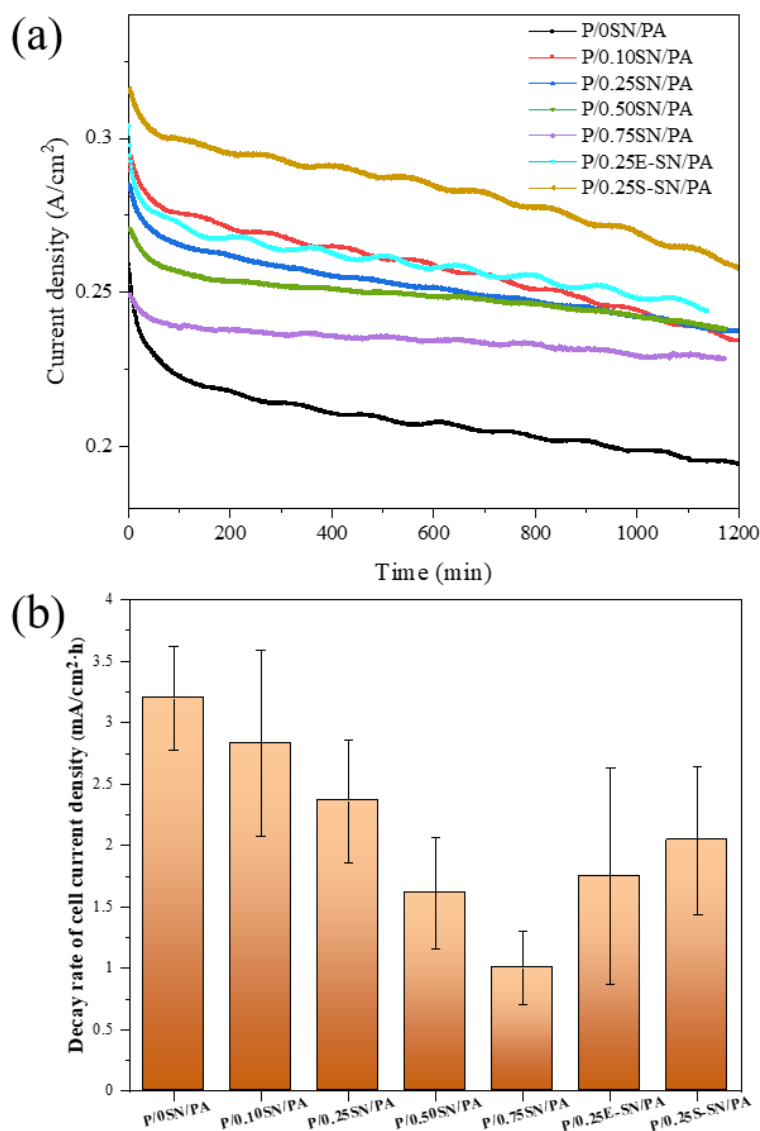 (a)
P/0SN/PA
P/0.10SN/PA
P/0.25SN/PA
P/0.50SN/PA
P/0.75SN/PA
P/0.25E-SN/PA
P/0.25S-SN/PA
Current density (A/cm²)
0.3
0.25
0.2
0 200 400 600 800 1000 1200
Time (min)
(b)
Decay rate of cell current density (mA/cm²·h)
4
3.5
3
2.5
2
1.5
1
0.5
0
P/0SN/PA P/0.10SN/PA P/0.25SN/PA P/0.50SN/PA P/0.75SN/PA P/0.25E-SN/PA P/0.25S-SN/PA